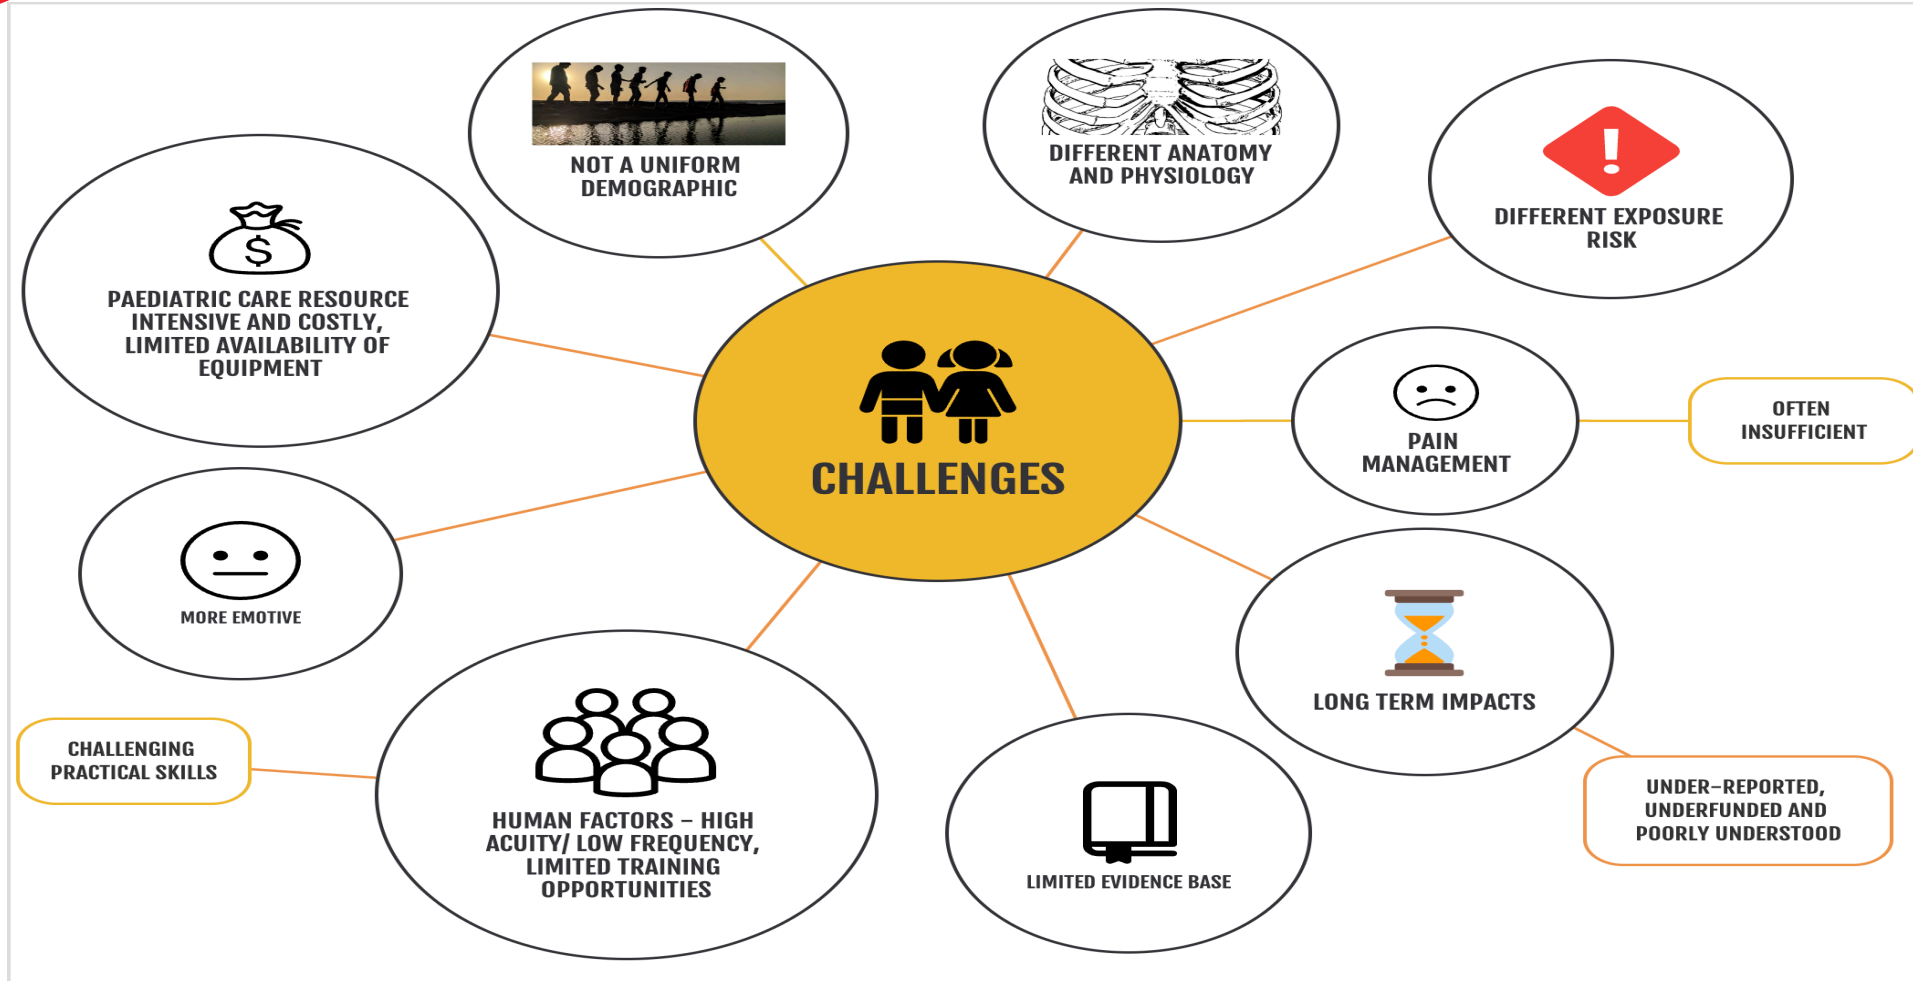 NOT A UNIFORM
DEMOGRAPHIC
DIFFERENT ANATOMY
AND PHYSIOLOGY
DIFFERENT EXPOSURE
RISK
$
PAEDIATRIC CARE RESOURCE
INTENSIVE AND COSTLY,
LIMITED AVAILABILITY OF
EQUIPMENT
CHALLENGES
PAIN
MANAGEMENT
OFTEN
INSUFFICIENT
MORE EMOTIVE
LONG TERM IMPACTS
UNDER-REPORTED,
UNDERFUNDED AND
POORLY UNDERSTOOD
CHALLENGING
PRACTICAL SKILLS
HUMAN FACTORS – HIGH
ACUITY/ LOW FREQUENCY,
LIMITED TRAINING
OPPORTUNITIES
LIMITED EVIDENCE BASE